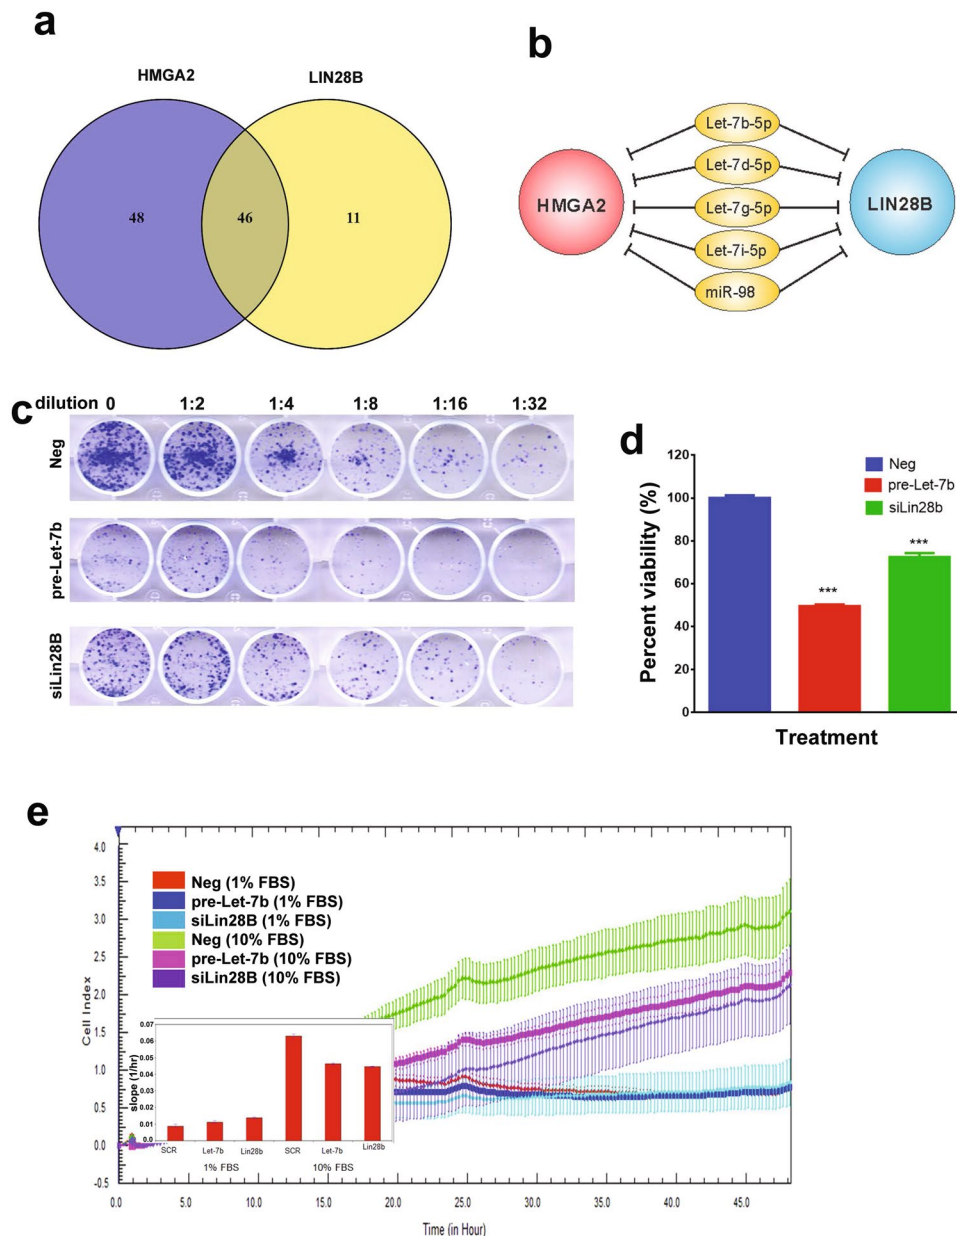 a
HMGA2
LIN28B
48
46
11
b
Let-7b-5p
Let-7d-5p
HMGA2
Let-7g-5p
LIN28B
Let-7i-5p
miR-98
c
dilution 0 1:2 1:4 1:8 1:16 1:32
Neg
pre-Let-7b
siLin28B
d
Neg
pre-Let-7b
siLin28b
Percent viability (%)
120
100
80
60
40
20
0
***
***
Treatment
e
Cell Index
4.0
3.5
3.0
2.5
2.0
1.5
1.0
0.5
0.0
-0.5
Neg (1% FBS)
pre-Let-7b (1% FBS)
siLin28B (1% FBS)
Neg (10% FBS)
pre-Let-7b (10% FBS)
siLin28B (10% FBS)
slope (1/hr)
0.07
0.06
0.05
0.04
0.03
0.02
0.01
0.0
SCR Let-7b Lin28b SCR Let-7b Lin28b
1% FBS 10% FBS
0.0 5.0 10.0 15.0 20.0 25.0 30.0 35.0 40.0 45.0
Time (in Hour)